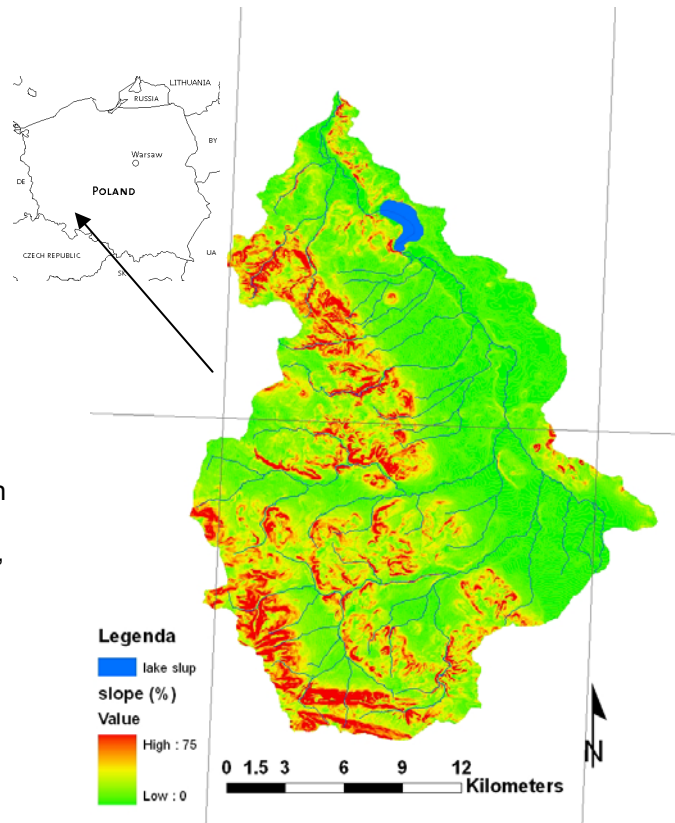 LITHUANIA
RUSSIA
BY
Warsaw
DE
POLAND
CZECH REPUBLIC
UA
SK
n
,
Legenda
lake slup
slope (%)
Value
High : 75
Low : 0
0 1.5 3 6 9 12
Kilometers
N